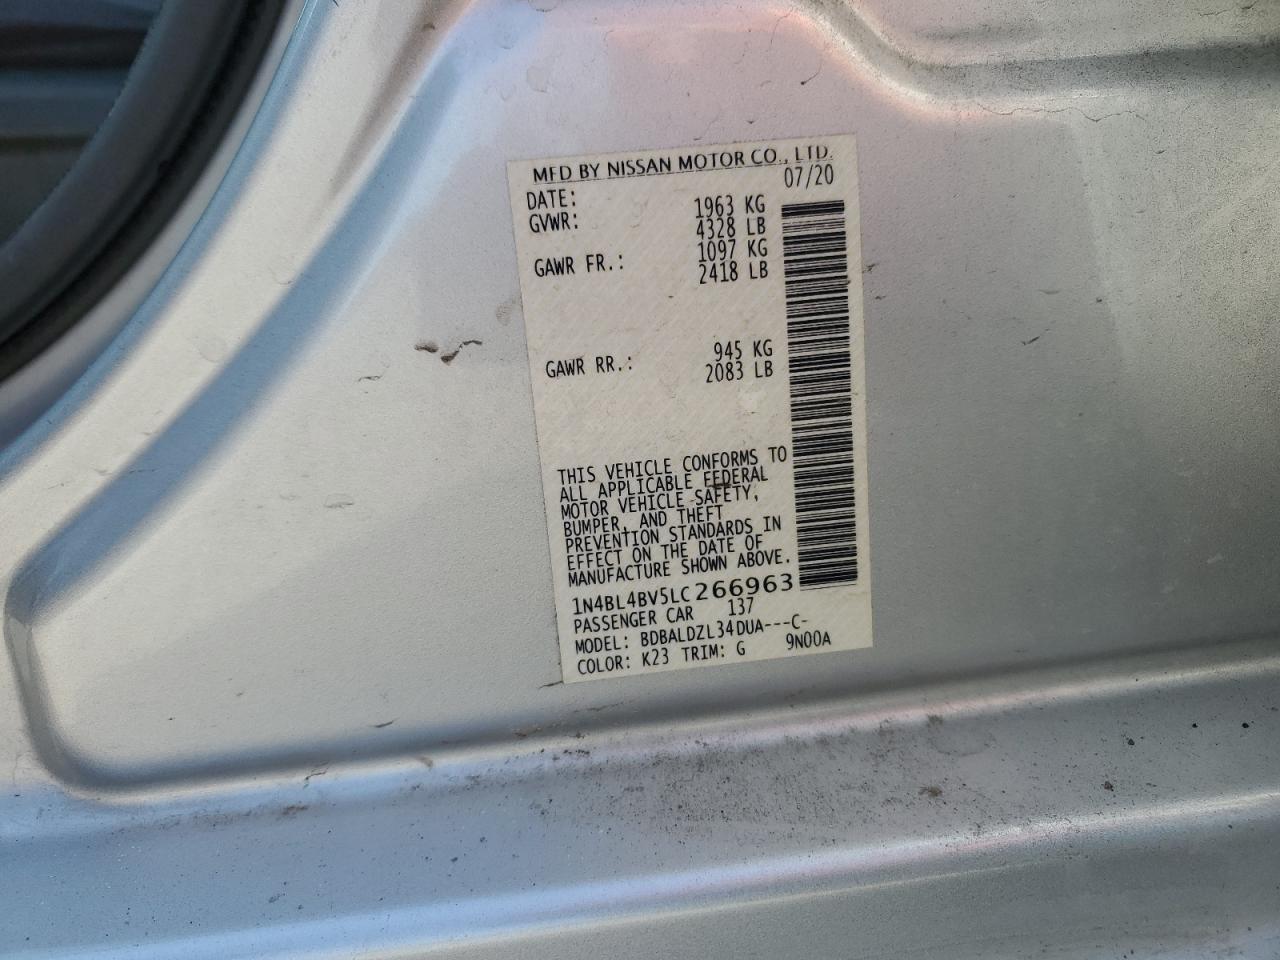 MFD BY NISSAN MOTOR CO., LTD.
DATE: 07/20
GVWR: 1963 KG
4328 LB
GAWR FR.: 1097 KG
2418 LB
GAWR RR.: 945 KG
2083 LB
THIS VEHICLE CONFORMS TO
ALL APPLICABLE FEDERAL
MOTOR VEHICLE SAFETY,
BUMPER, AND THEFT
PREVENTION STANDARDS IN
EFFECT ON THE DATE OF
MANUFACTURE SHOWN ABOVE.
1N4BL4BV5LC266963
PASSENGER CAR 137
MODEL: BDBALDZL34DUA---C-
COLOR: K23 TRIM: G 9N00A